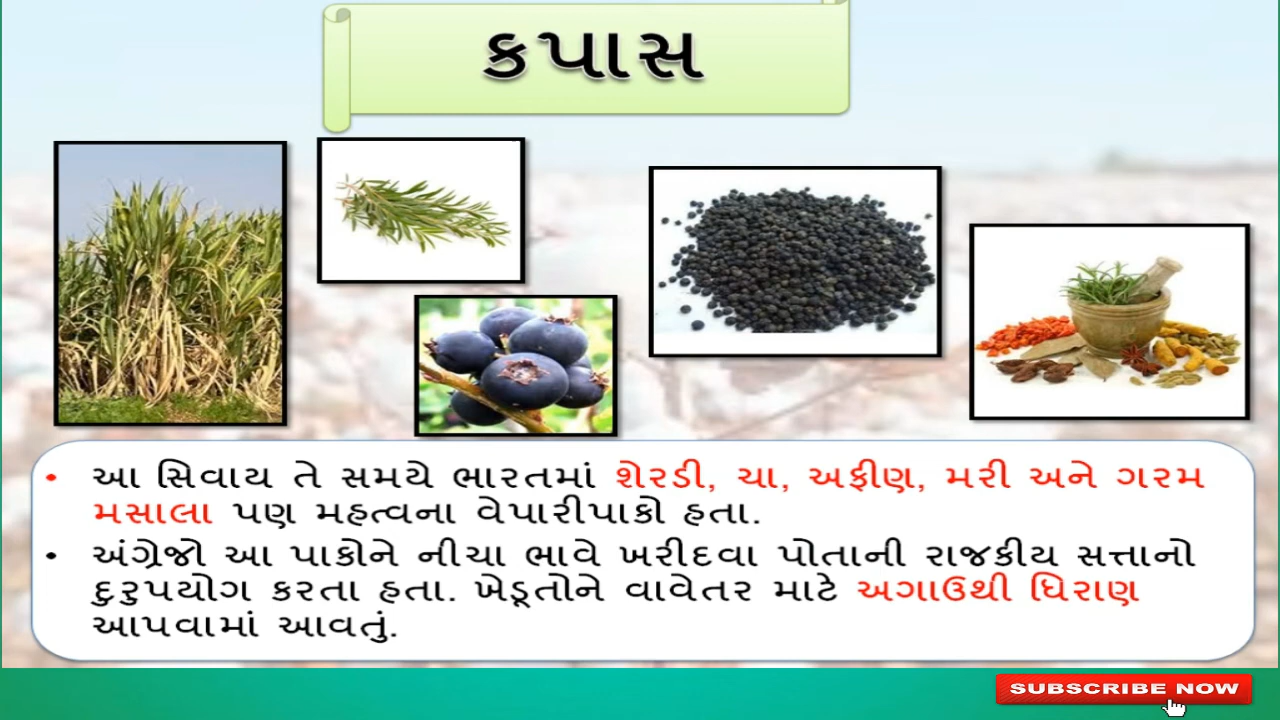 કપાસ
• આ સિવાય તે સમયે ભારતમાં શેરડી, ચા, અફીણ, મરી અને ગરમ
મસાલા પણ મહત્વના વેપારીપાકો હતા.
• અંગ્રેજો આ પાકોને નીચા ભાવે ખરીદવા પોતાની રાજકીય સત્તાનો
દુરુપયોગ કરતા હતા. ખેડૂતોને વાવેતર માટે અગાઉથી ધિરાણ
આપવામાં આવતું.
SUBSCRIBE NOW